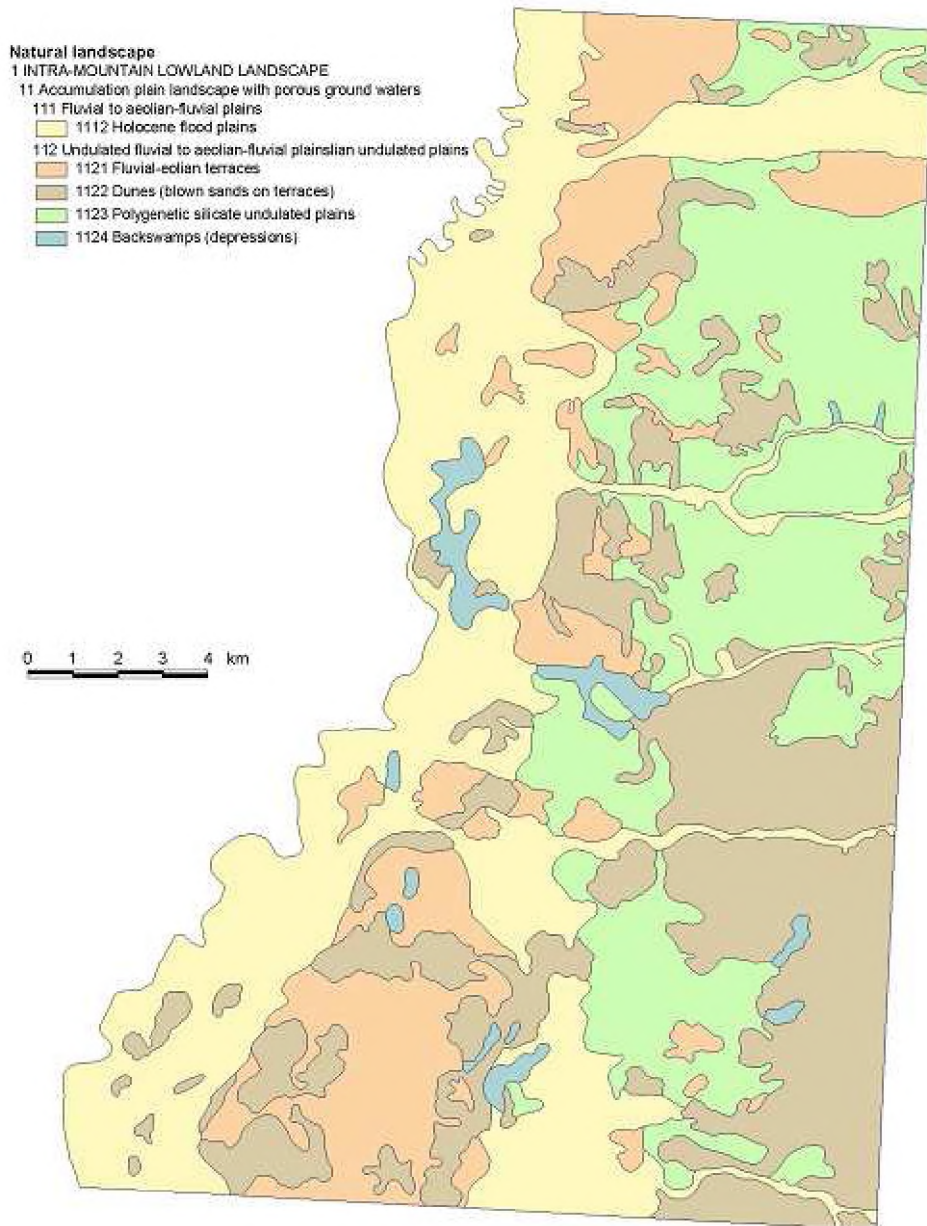 Natural landscape
1 INTRA-MOUNTAIN LOWLAND LANDSCAPE
11 Accumulation plain landscape with porous ground waters
111 Fluvial to aeolian-fluvial plains
1112 Holocene flood plains
112 Undulated fluvial to aeolian-fluvial plainslian undulated plains
1121 Fluvial-eolian terraces
1122 Dunes (blown sands on terraces)
1123 Polygenetic silicate undulated plains
1124 Backswamps (depressions)
0 1 2 3 4 km